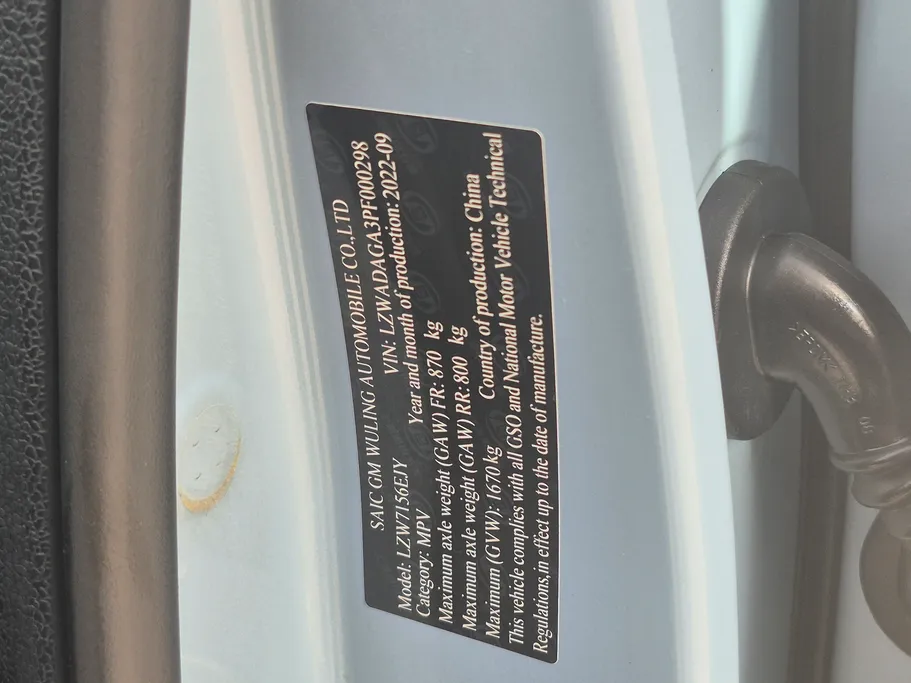 SAIC GM WULING AUTOMOBILE CO.,LTD
Model: LZW7156EJY VIN: LZWADAGA3PF000298
Category: MPV Year and month of production: 2022-09
Maximum axle weight (GAW) FR: 870 kg
Maximum axle weight (GAW) RR: 800 kg
Maximum (GVW): 1670kg Country of production: China
This vehicle complies with all GSO and National Motor Vehicle Technical
Regulations,in effect up to the date of manufacture.